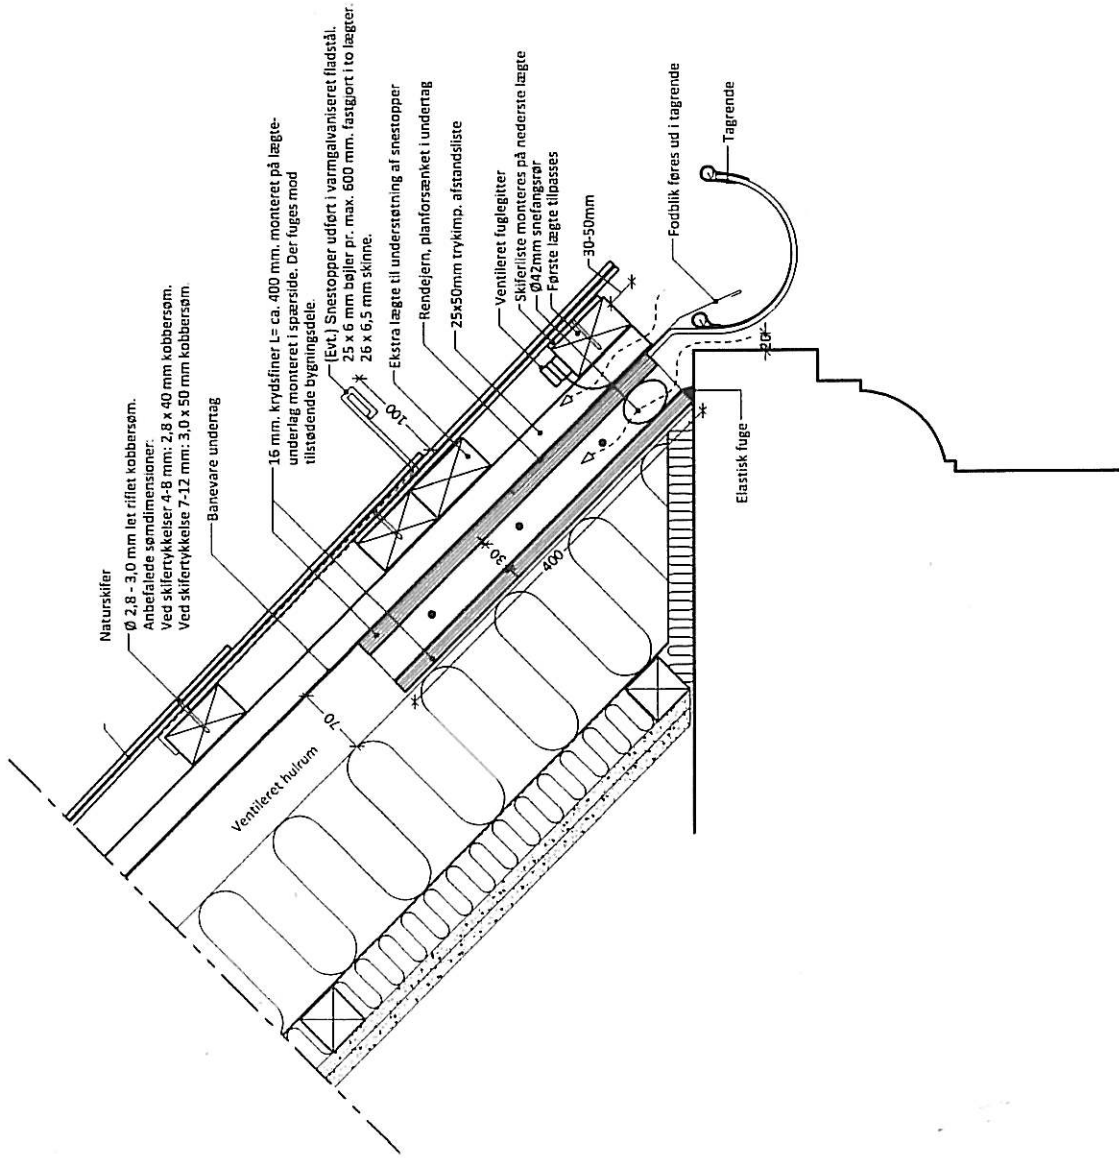 Naturskifer
Ø 2,8 - 3,0 mm let riflet kobbersøm.
Anbefalede sømdimensioner:
Ved skifertykkelser 4-8 mm: 2,8 x 40 mm kobbersøm.
Ved skifertykkelse 7-12 mm: 3,0 x 50 mm kobbersøm.
Banevare undertag
16 mm. krydsfiner L= ca. 400 mm. monteret på lægte-
underlag monteret i spærside. Der fuges mod
tilstødende bygningsdele.
(Evt.) Snestopper udført i varmgalvaniseret fladstål.
25 x 6 mm bøjler pr. max. 600 mm. fastgjort i to lægter.
26 x 6,5 mm skinne.
100
Ekstra lægte til understøtning af snestopper
Rendejern, planforsænket i undertag
25x50mm trykimp. afstandsliste
Ventileret fuglegitter
Skiferliste monteres på nederste lægte
Ø42mm snefangsrør
Første lægte tilpasses
30-50mm
Fodblik føres ud i tagrende
Tagrende
70
Ventileret hulrum
30
400
20
Elastisk fuge